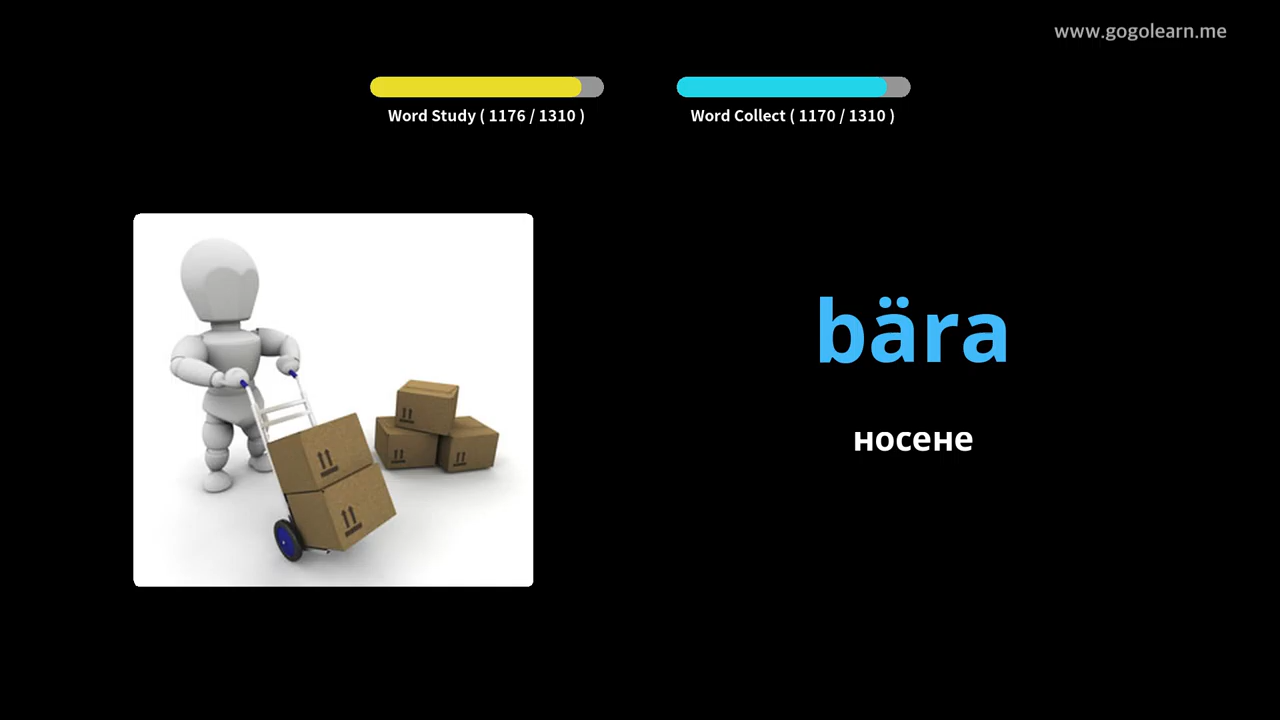 www.gogolearn.me
Word Study ( 1176 / 1310 )
Word Collect ( 1170 / 1310 )
bära
носене